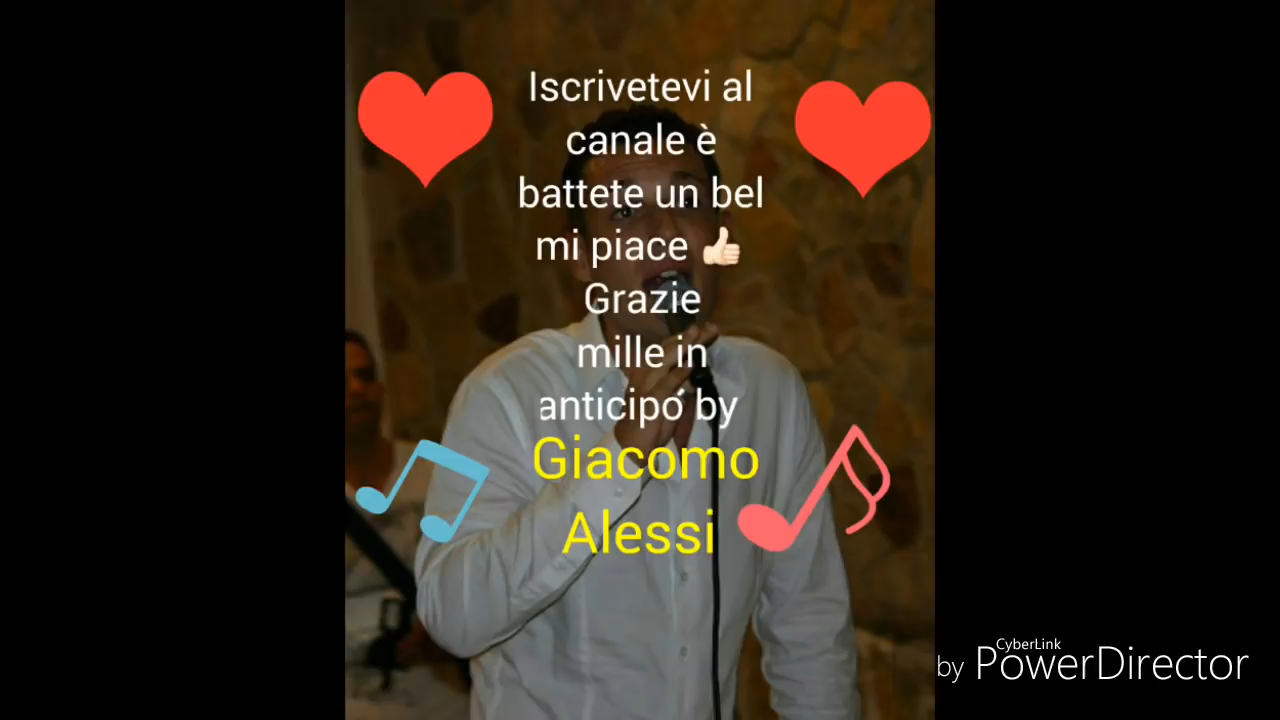 Iscrivetevi al
canale è
battete un bel
mi piace 👍🏻
Grazie
mille in
anticipo by
Giacomo
Alessi
CyberLink
by PowerDirector